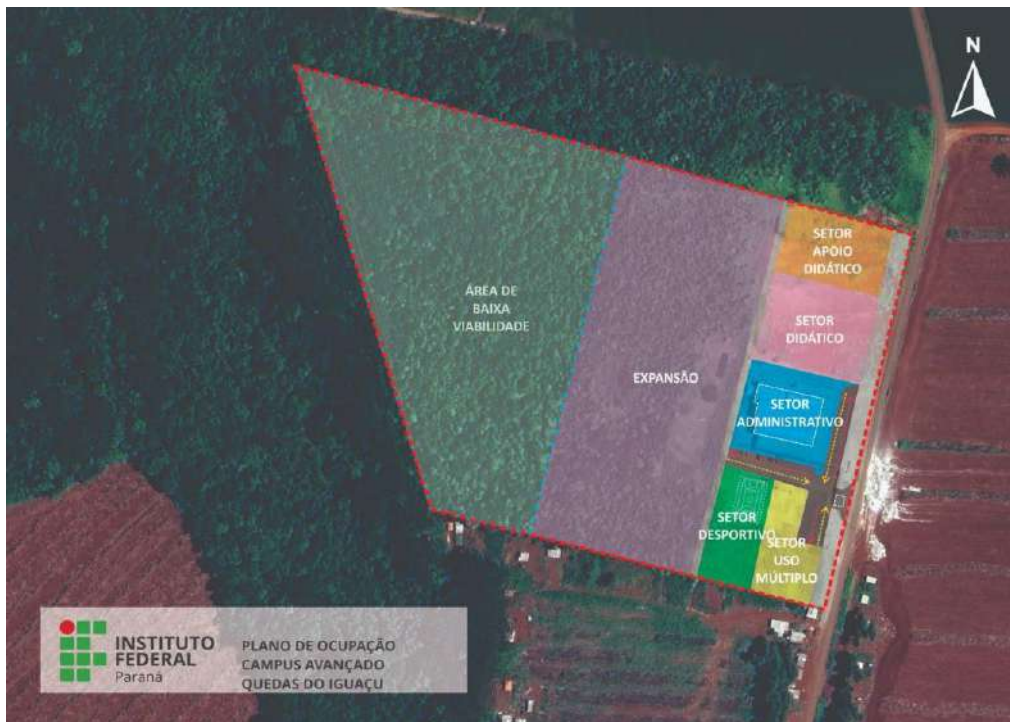 N
SETOR
APOIO
DIDÁTICO
ÁREA DE
BAIXA
VIABILIDADE
SETOR
DIDÁTICO
EXPANSÃO
SETOR
ADMINISTRATIVO
SETOR
DESPORTIVO
SETOR
USO
MÚLTIPLO
INSTITUTO
FEDERAL
Paraná
PLANO DE OCUPAÇÃO
CAMPUS AVANÇADO
QUEDAS DO IGUAÇU